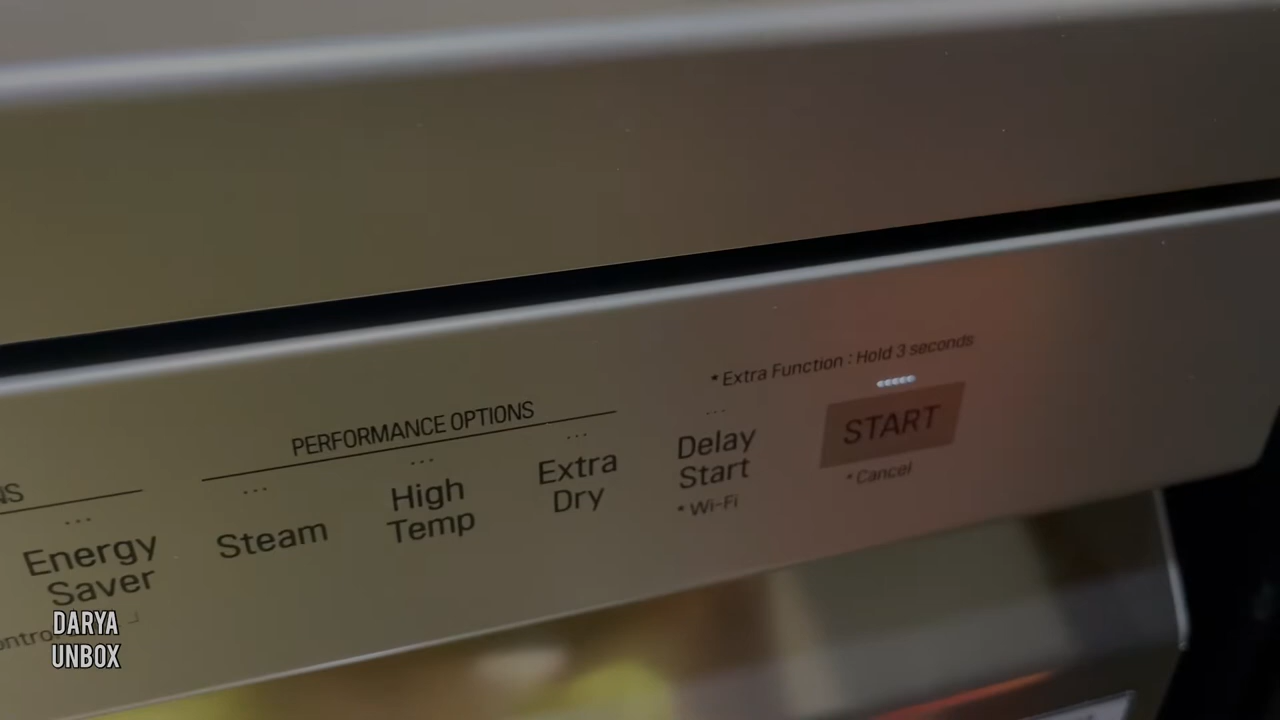 * Extra Function : Hold 3 seconds
PERFORMANCE OPTIONS
Energy
Saver
Steam
High
Temp
Extra
Dry
Delay
Start
* Wi-Fi
START
* Cancel
DARYA
UNBOX